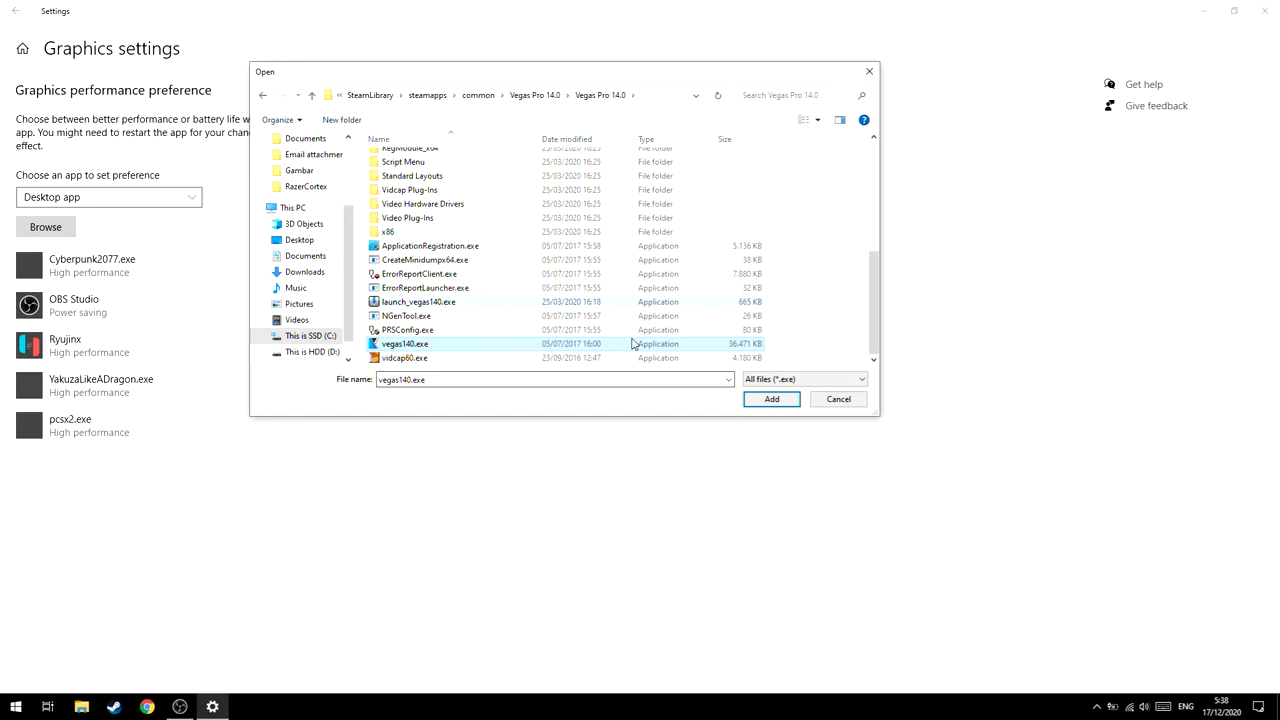 Settings
Graphics settings
Graphics performance preference
Choose between better performance or battery life w
app. You might need to restart the app for your chang
effect.
Choose an app to set preference
Desktop app
Browse
Cyberpunk2077.exe
High performance
OBS Studio
Power saving
Ryujinx
High performance
YakuzaLikeADragon.exe
High performance
pcsx2.exe
High performance
Open
« SteamLibrary › steamapps › common › Vegas Pro 14.0 › Vegas Pro 14.0 ›
Search Vegas Pro 14.0
Organize
New folder
Documents
Email attachmer
Gambar
RazerCortex
This PC
3D Objects
Desktop
Documents
Downloads
Music
Pictures
Videos
This is SSD (C:)
This is HDD (D:)
Name Date modified Type Size
RegModule_x64 25/03/2020 16:25 File folder
Script Menu 25/03/2020 16:25 File folder
Standard Layouts 25/03/2020 16:25 File folder
Vidcap Plug-Ins 25/03/2020 16:25 File folder
Video Hardware Drivers 25/03/2020 16:25 File folder
Video Plug-Ins 25/03/2020 16:25 File folder
x86 25/03/2020 16:25 File folder
ApplicationRegistration.exe 05/07/2017 15:58 Application 5.136 KB
CreateMinidumpx64.exe 05/07/2017 15:55 Application 38 KB
ErrorReportClient.exe 05/07/2017 15:55 Application 7.880 KB
ErrorReportLauncher.exe 05/07/2017 15:55 Application 32 KB
launch_vegas140.exe 25/03/2020 16:18 Application 665 KB
NGenTool.exe 05/07/2017 15:57 Application 26 KB
PRSConfig.exe 05/07/2017 15:55 Application 80 KB
vegas140.exe 05/07/2017 16:00 Application 36.471 KB
vidcap60.exe 23/09/2016 12:47 Application 4.180 KB
File name: vegas140.exe
All files (*.exe)
Add
Cancel
Get help
Give feedback
ENG
5:38
17/12/2020